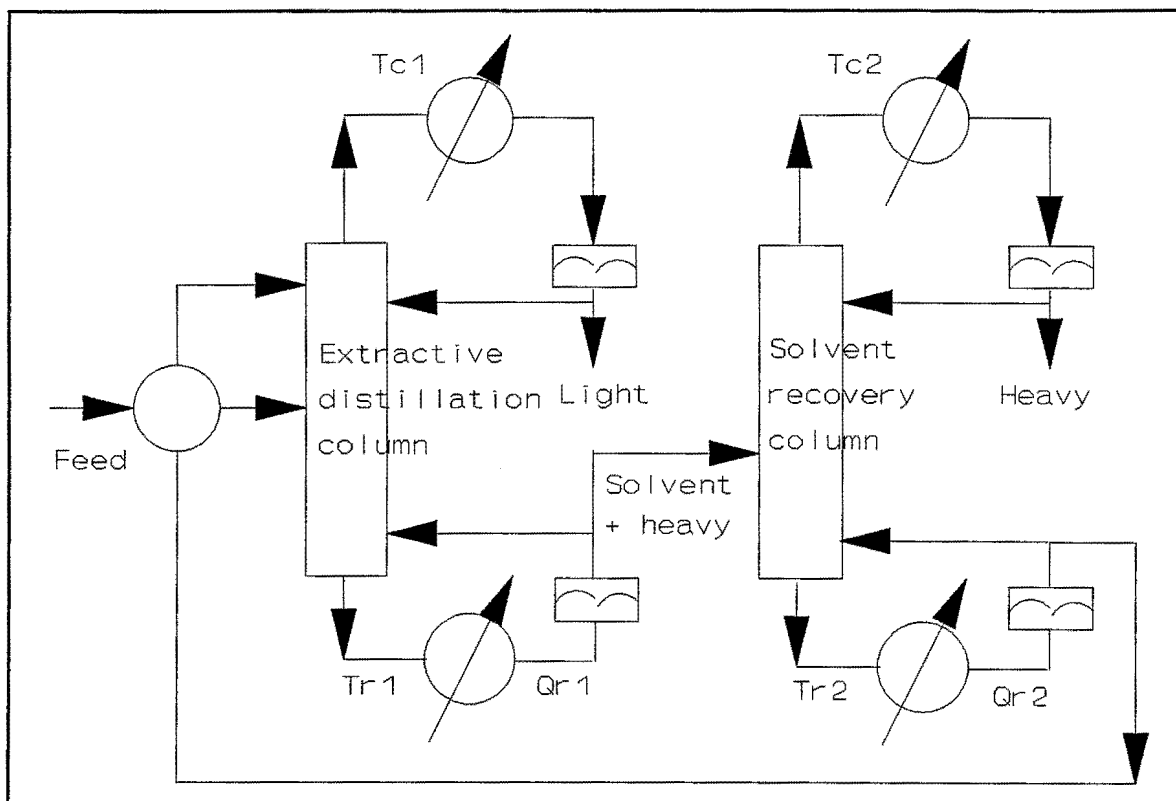 Tc1
Tc2
Extractive
distillation
column
Light
Solvent
recovery
column
Heavy
Feed
Solvent
+ heavy
Tr1
Qr1
Tr2
Qr2